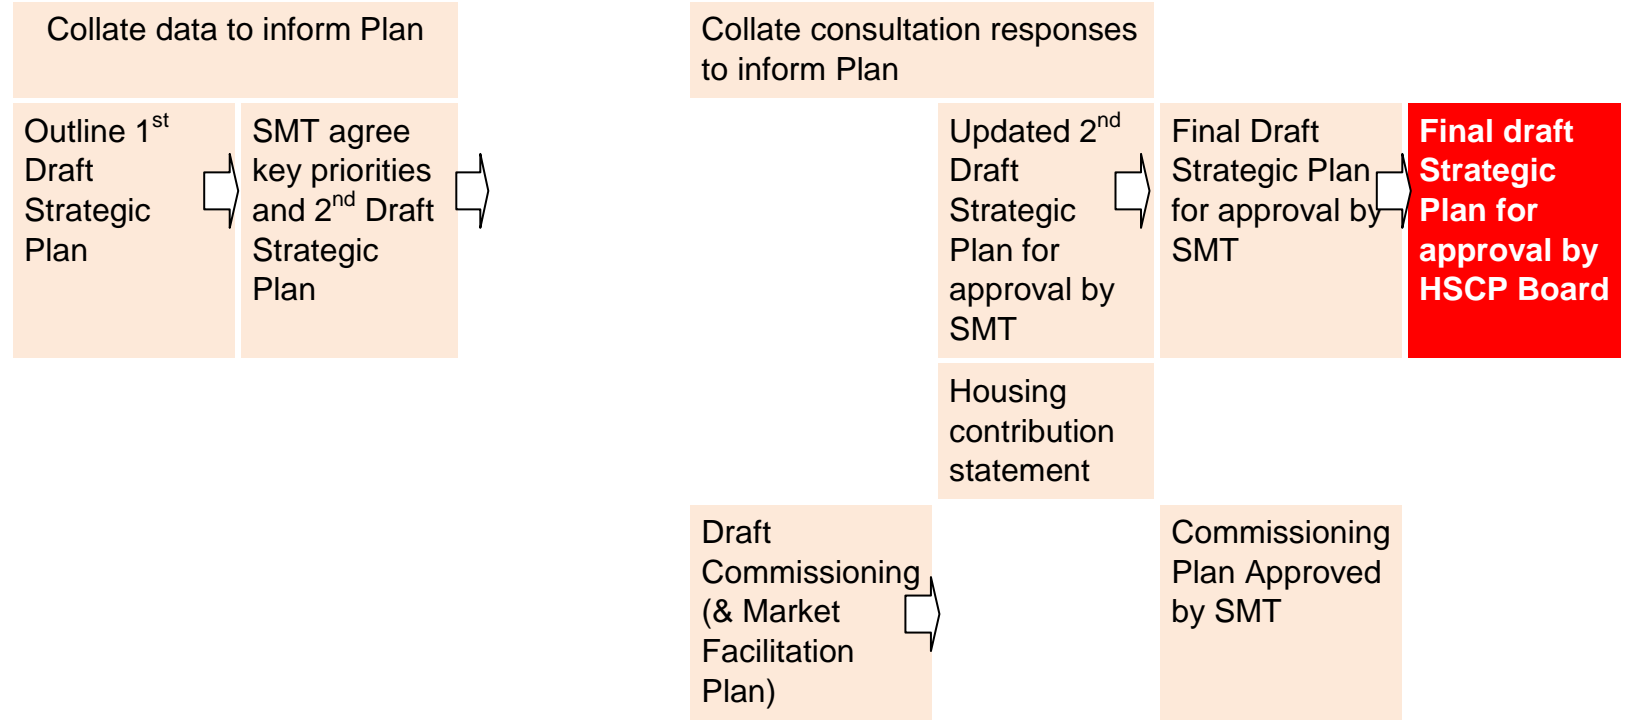 Collate data to inform Plan
Collate consultation responses
to inform Plan
Outline 1st
Draft
Strategic
Plan
SMT agree
key priorities
and 2nd Draft
Strategic
Plan
Updated 2nd
Draft
Strategic
Plan for
approval by
SMT
Final Draft
Strategic Plan
for approval by
SMT
Final draft
Strategic
Plan for
approval by
HSCP Board
Housing
contribution
statement
Draft
Commissioning
(& Market
Facilitation
Plan)
Commissioning
Plan Approved
by SMT